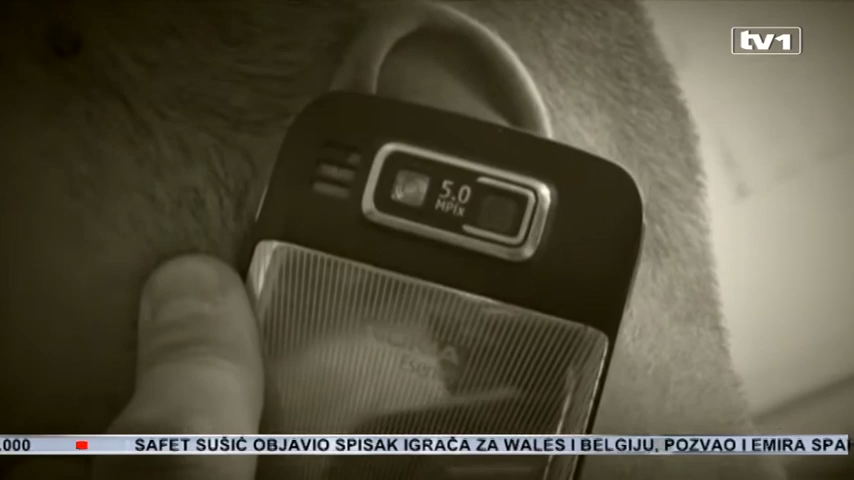 tv1
5.0
MPix
.000
SAFET SUŠIĆ OBJAVIO SPISAK IGRAČA ZA WALES I BELGIJU, POZVAO I EMIRA SPA